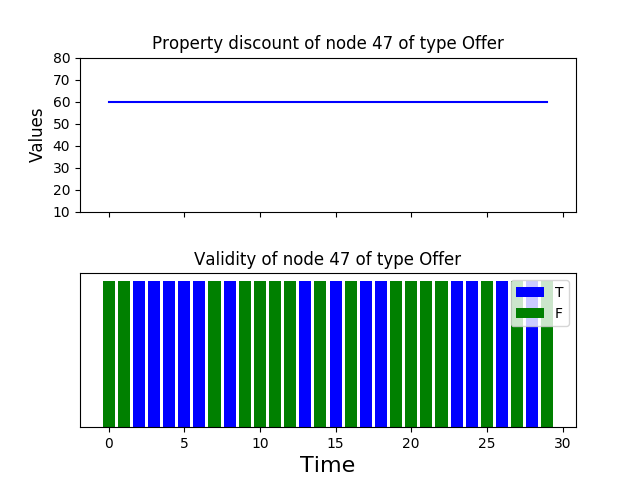 Property discount of node 47 of type Offer
80
70
60
50
40
30
20
10
Values
Validity of node 47 of type Offer
T
F
0 5 10 15 20 25 30
Time